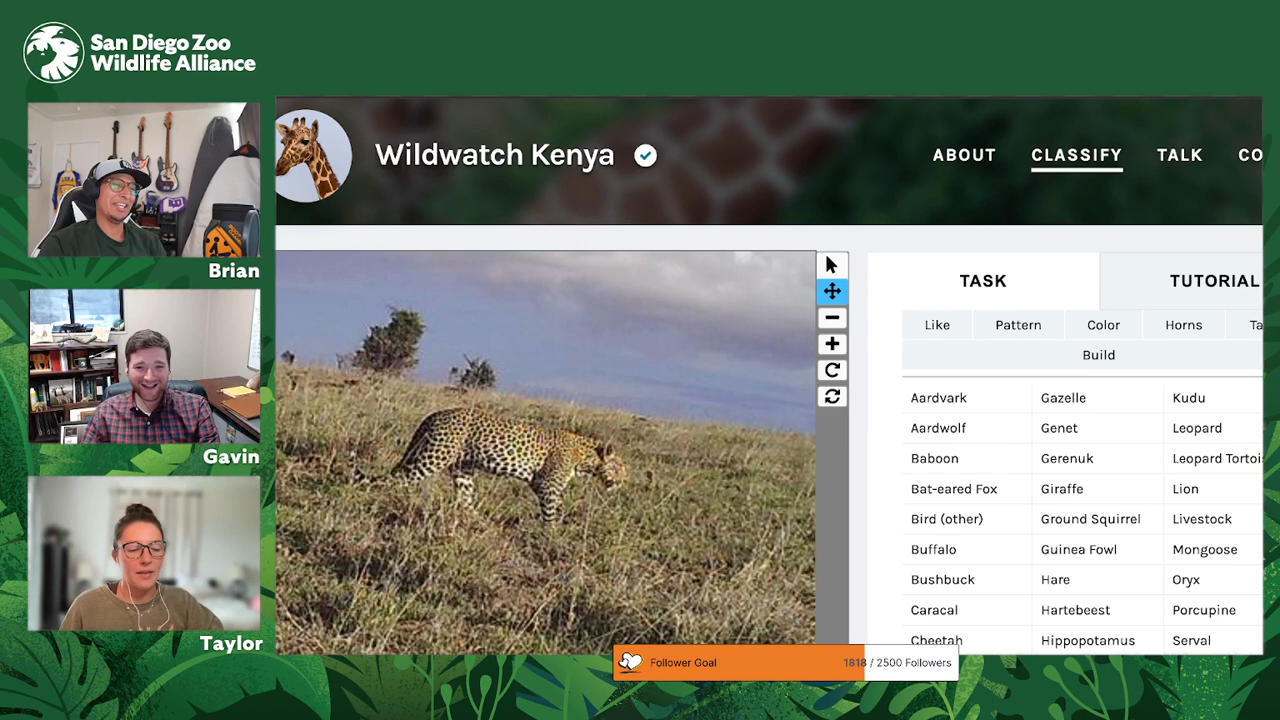 San Diego Zoo
Wildlife Alliance
Brian
Gavin
Taylor
Wildwatch Kenya
ABOUT CLASSIFY TALK CO
TASK TUTORIAL
Like Pattern Color Horns Ta
Build
Aardvark Gazelle Kudu
Aardwolf Genet Leopard
Baboon Gerenuk Leopard Tortoi
Bat-eared Fox Giraffe Lion
Bird (other) Ground Squirrel Livestock
Buffalo Guinea Fowl Mongoose
Bushbuck Hare Oryx
Caracal Hartebeest Porcupine
Cheetah Hippopotamus Serval
Follower Goal 1818 / 2500 Followers